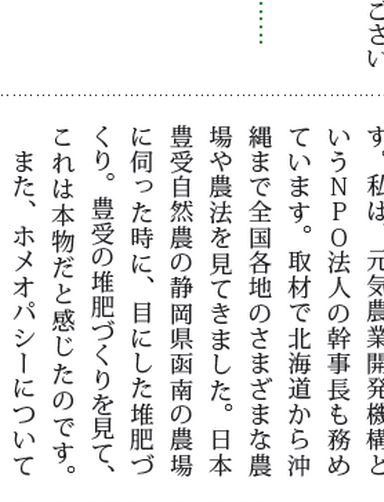 ござい
す。私は、元気農業開発機構と
いうＮＰＯ法人の幹事長も務め
ています。取材で北海道から沖
縄まで全国各地のさまざまな農
場や農法を見てきました。日本
豊受自然農の静岡県函南の農場
に伺った時に、目にした堆肥づ
くり。豊受の堆肥づくりを見て、
これは本物だと感じたのです。
また、ホメオパシーについて